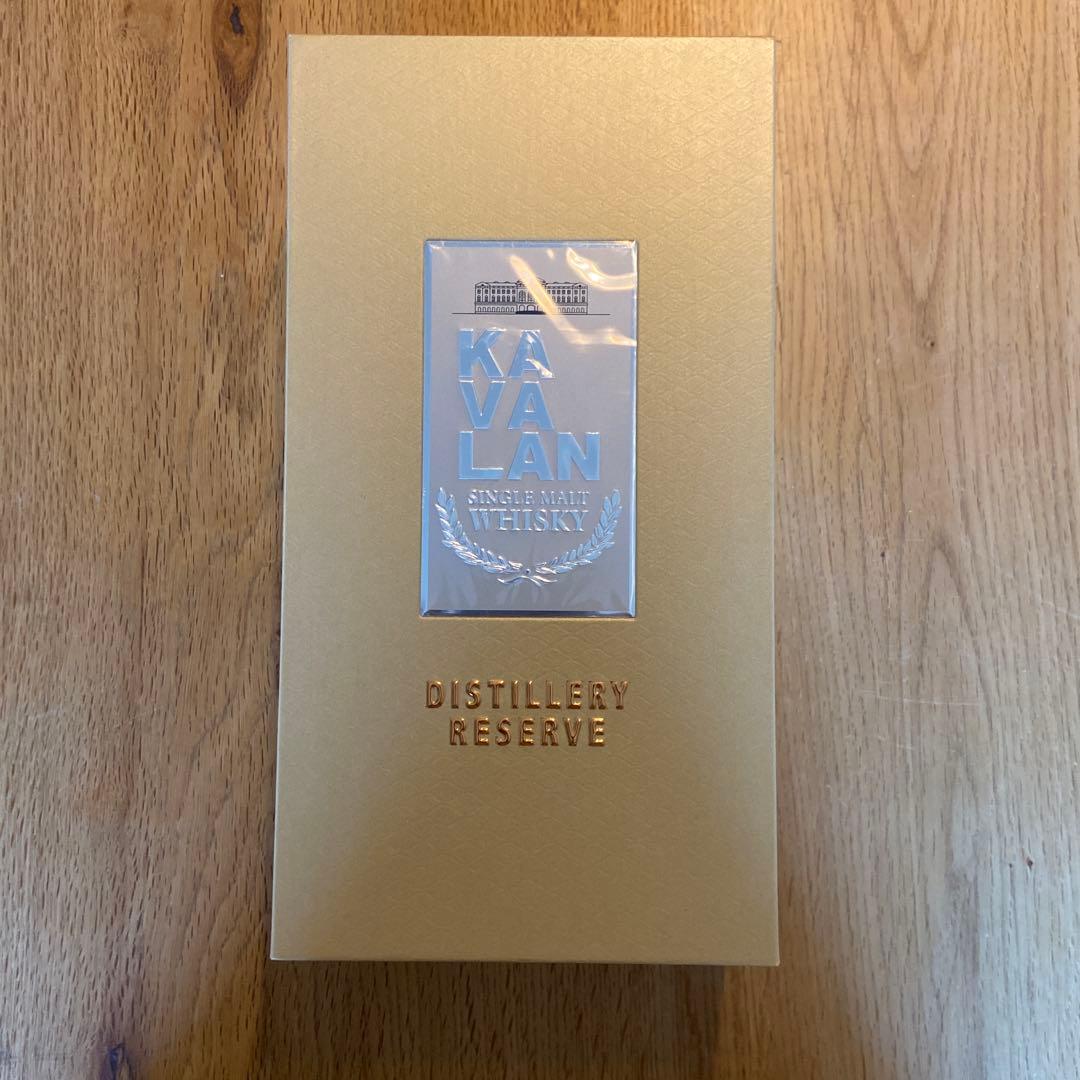 KA
VA
LAN
SINGLE MALT
WHISKY
DISTILLERY
RESERVE